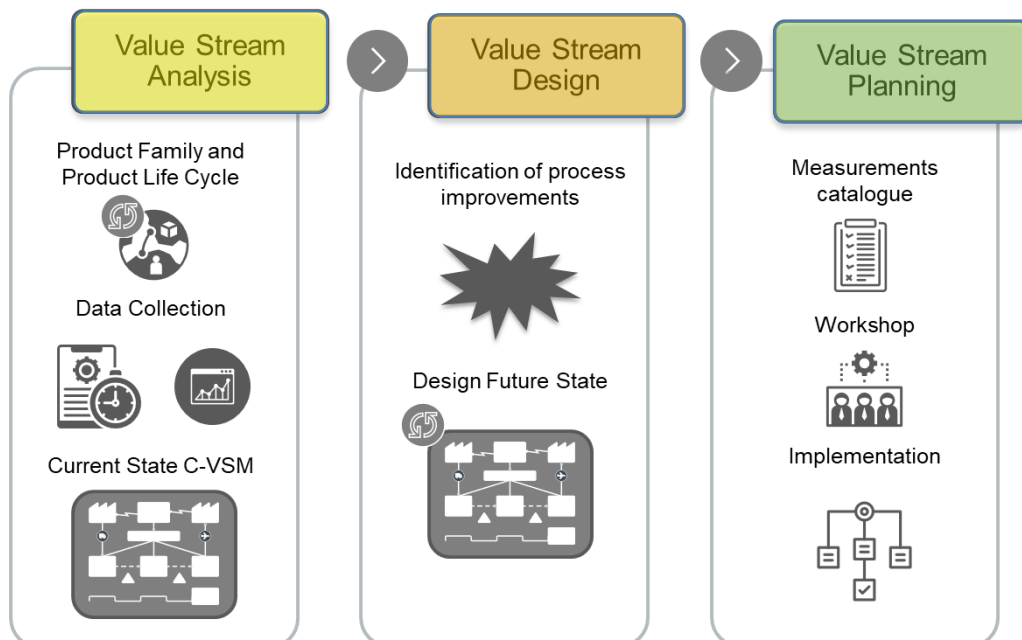 Value Stream
Analysis
Product Family and
Product Life Cycle
Data Collection
Current State C-VSM
Value Stream
Design
Identification of process
improvements
Design Future State
Value Stream
Planning
Measurements
catalogue
Workshop
Implementation